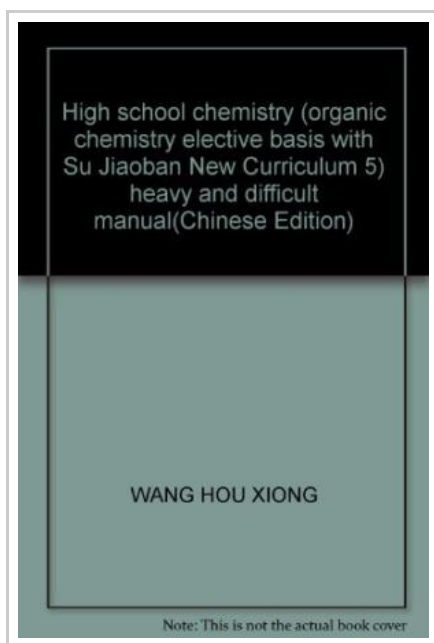 High school chemistry (organic
chemistry elective basis with
Su Jiaoban New Curriculum 5)
heavy and difficult
manual(Chinese Edition)
WANG HOU XIONG
Note: This is not the actual book cover